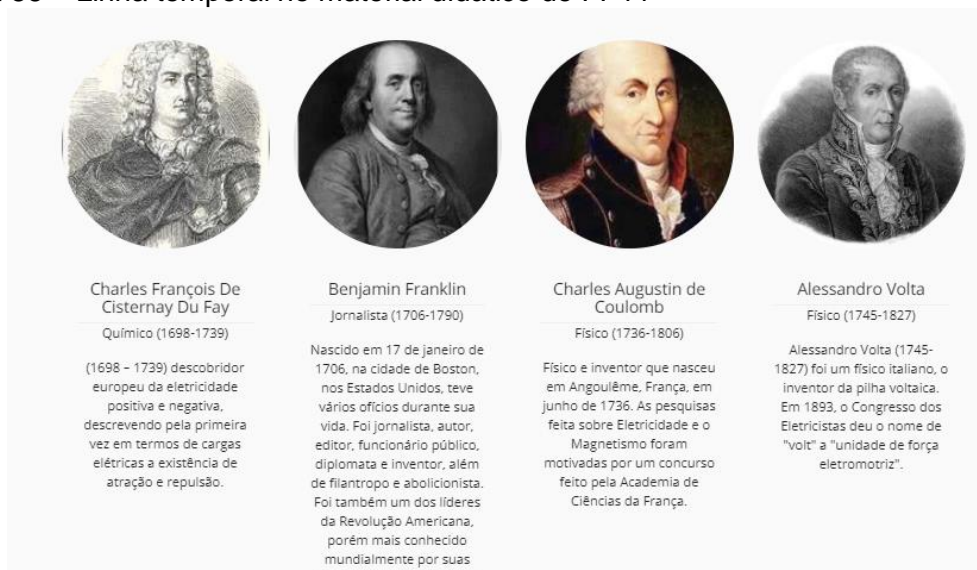 Linha temporal no material didático do
Charles François De
Cisternay Du Fay
Químico (1698-1739)
(1698 – 1739) descobridor
europeu da eletricidade
positiva e negativa,
descrevendo pela primeira
vez em termos de cargas
elétricas a existência de
atração e repulsão.
Benjamin Franklin
Jornalista (1706-1790)
Nascido em 17 de janeiro de
1706, na cidade de Boston,
nos Estados Unidos, teve
vários ofícios durante sua
vida. Foi jornalista, autor,
editor, funcionário público,
diplomata e inventor, além
de filantropo e abolicionista.
Foi também um dos líderes
da Revolução Americana,
porém mais conhecido
mundialmente por suas
Charles Augustin de
Coulomb
Físico (1736-1806)
Físico e inventor que nasceu
em Angoulême, França, em
junho de 1736. As pesquisas
feita sobre Eletricidade e o
Magnetismo foram
motivadas por um concurso
feito pela Academia de
Ciências da França.
Alessandro Volta
Físico (1745-1827)
Alessandro Volta (1745-
1827) foi um físico italiano, o
inventor da pilha voltaica.
Em 1893, o Congresso dos
Eletricistas deu o nome de
"volt" a "unidade de força
eletromotriz".